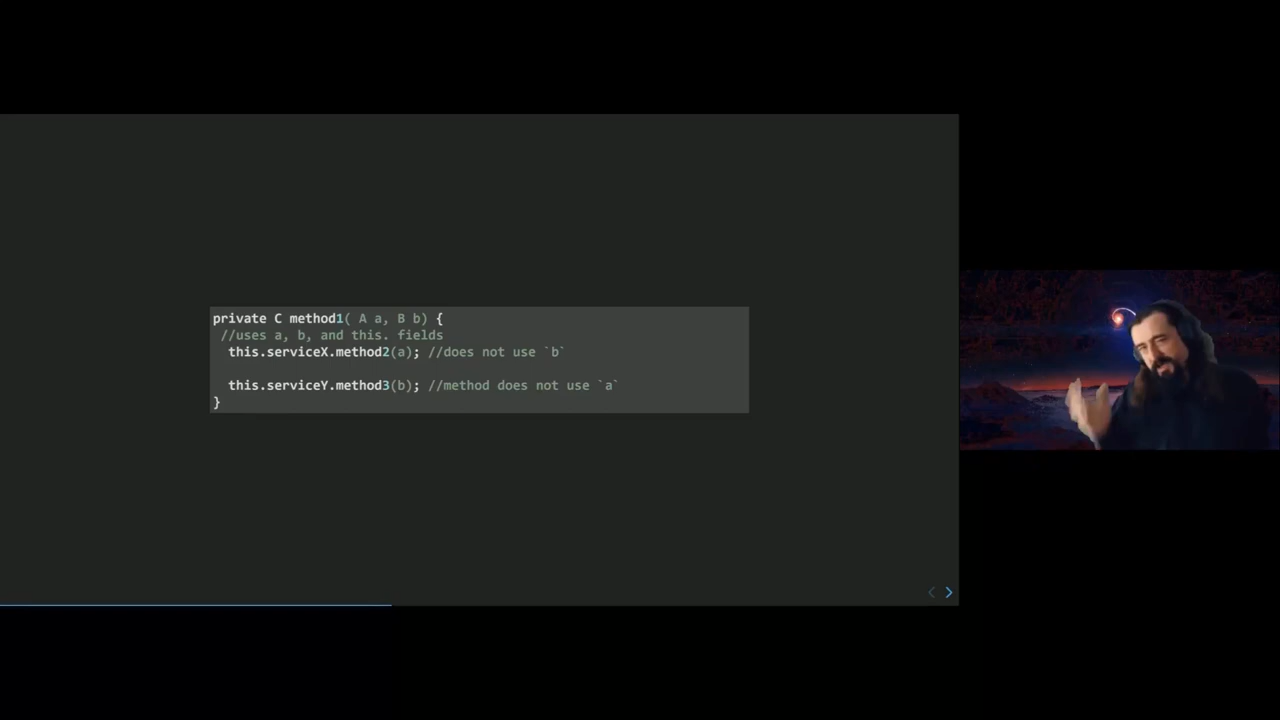 private C method1( A a, B b) {
//uses a, b, and this. fields
this.serviceX.method2(a); //does not use `b`
this.serviceY.method3(b); //method does not use `a`
}